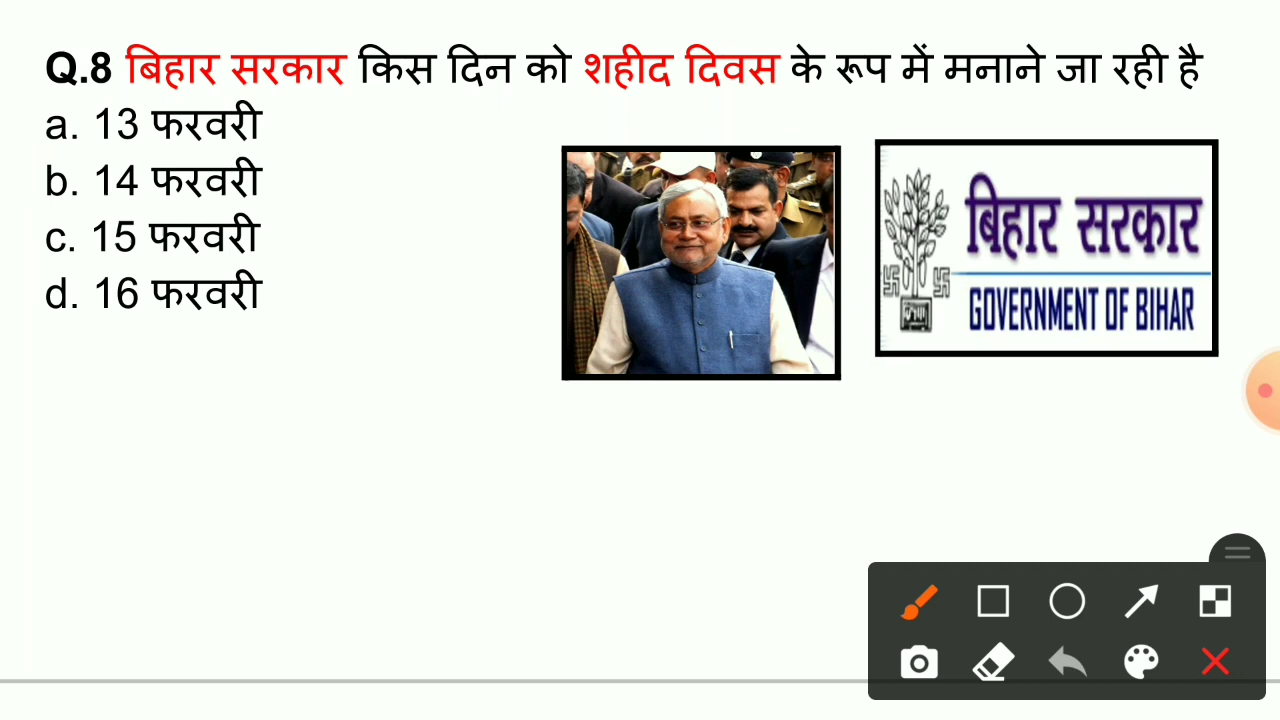 Q.8 बिहार सरकार किस दिन को शहीद दिवस के रूप में मनाने जा रही है
a. 13 फरवरी
b. 14 फरवरी
c. 15 फरवरी
d. 16 फरवरी
बिहार सरकार
GOVERNMENT OF BIHAR